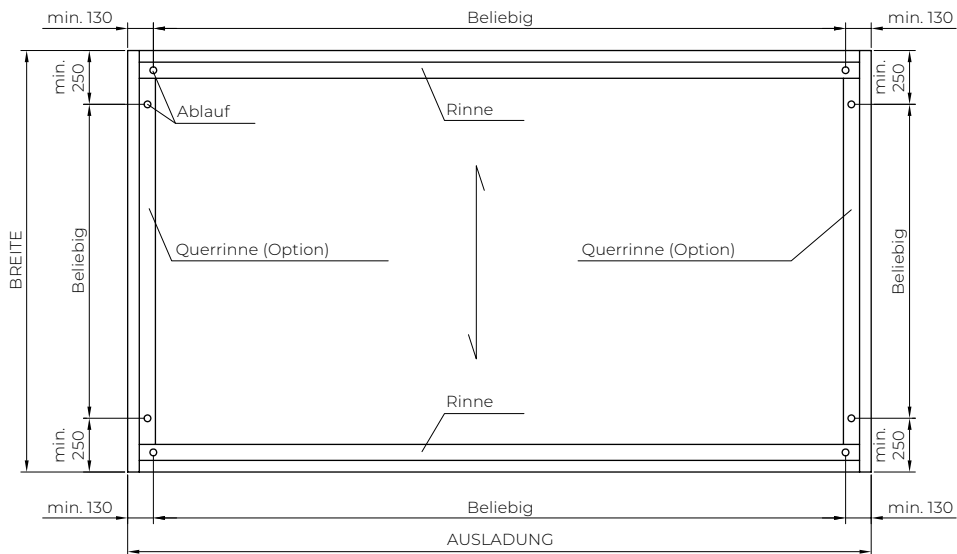 min. 130
Beliebig
min. 130
min.
250
min.
250
Ablauf
Rinne
BREITE
Beliebig
Querrinne (Option)
Querrinne (Option)
Beliebig
Rinne
min.
250
min.
250
min. 130
Beliebig
min. 130
AUSLADUNG